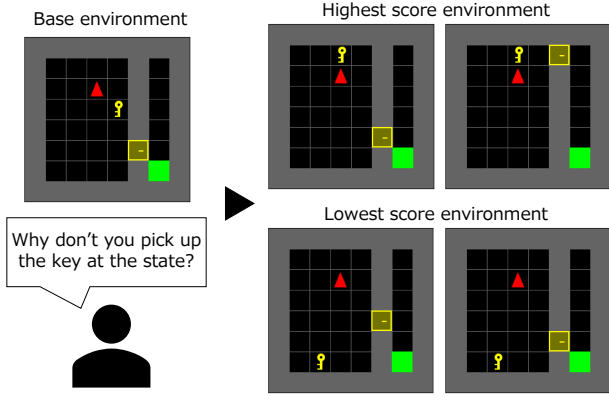 Base environment
Highest score environment
Why don't you pick up
the key at the state?
Lowest score environment